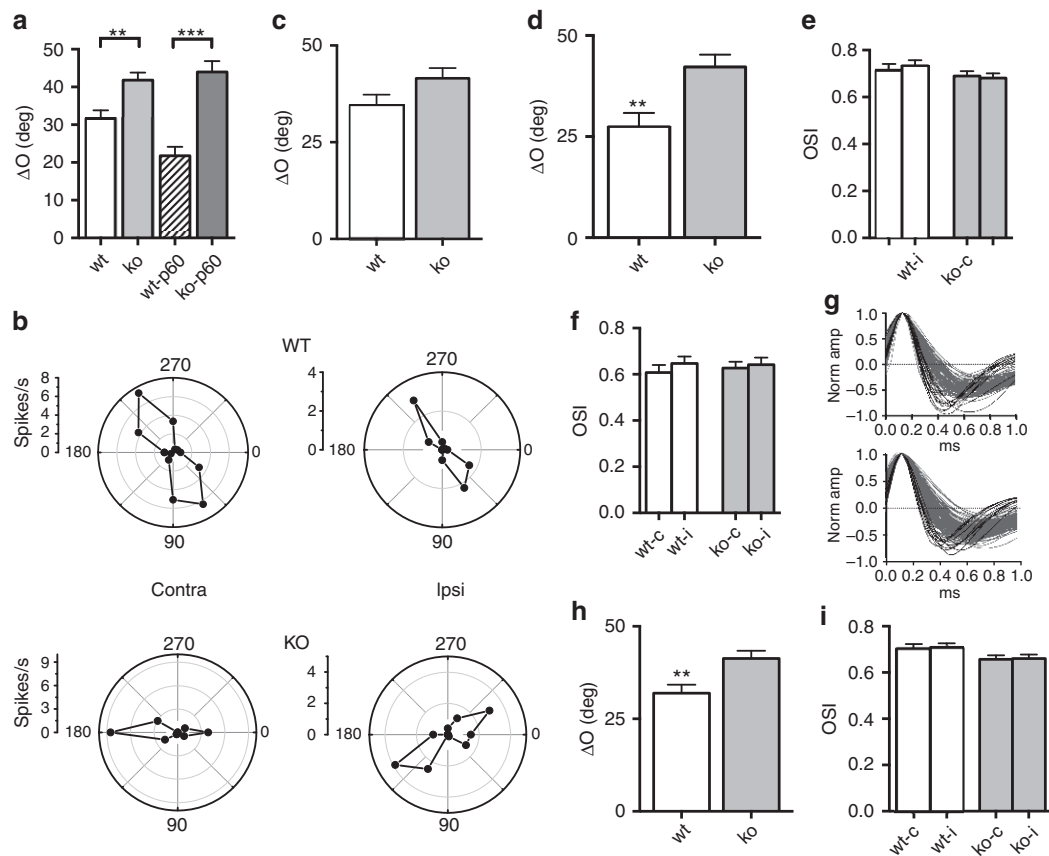 a
** ***
50
40
30
20
10
0
ΔO (deg)
wt
ko
wt-p60
ko-p60
c
50
25
0
ΔO (deg)
wt
ko
d
50
25
0
ΔO (deg)
**
wt
ko
e
0.8
0.6
0.4
0.2
0.0
OSI
wt-i
ko-c
b
WT
8
6
4
2
0
Spikes/s
270
180
0
90
4
2
0
270
180
0
90
Contra
Ipsi
KO
9
6
3
0
Spikes/s
270
180
0
90
5
4
3
2
1
0
270
180
0
90
f
0.8
0.6
0.4
0.2
0.0
OSI
wt-c
wt-i
ko-c
ko-i
g
1.0
0.5
0.0
−0.5
−1.0
Norm amp
0.0 0.2 0.4 0.6 0.8 1.0
ms
1.0
0.5
0.0
−0.5
−1.0
Norm amp
0.0 0.2 0.4 0.6 0.8 1.0
ms
h
50
25
0
ΔO (deg)
**
wt
ko
i
0.8
0.6
0.4
0.2
0.0
OSI
wt-c
wt-i
ko-c
ko-i